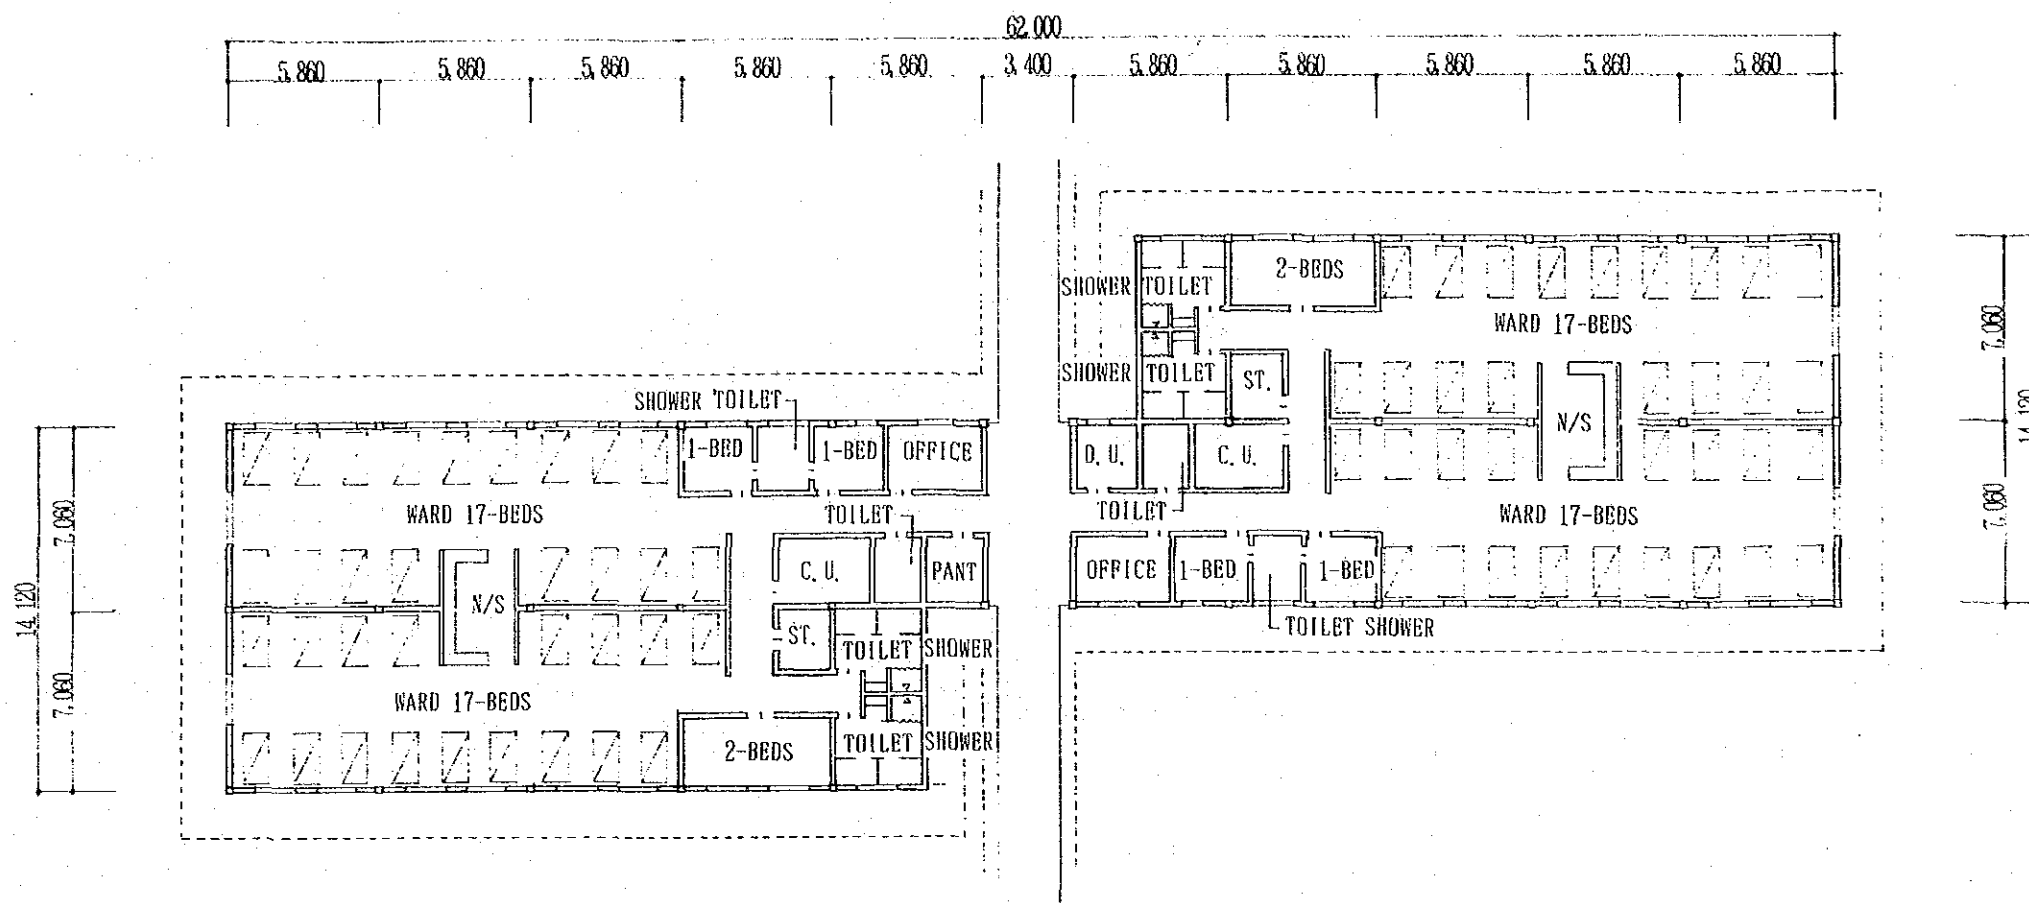 62,000
5,860 5,860 5,860 5,860 5,860 3,400 5,860 5,860 5,860 5,860 5,860
2-BEDS
SHOWER TOILET
WARD 17-BEDS
7,060
SHOWER TOILET ST.
SHOWER TOILET
14,120
1-BED 1-BED OFFICE
N/S
D.U. C.U.
WARD 17-BEDS TOILET
TOILET WARD 17-BEDS
7,060
7,060
C.U. PANT
OFFICE 1-BED 1-BED
14,120
N/S
TOILET SHOWER
ST.
TOILET SHOWER
WARD 17-BEDS
7,060
2-BEDS TOILET SHOWER